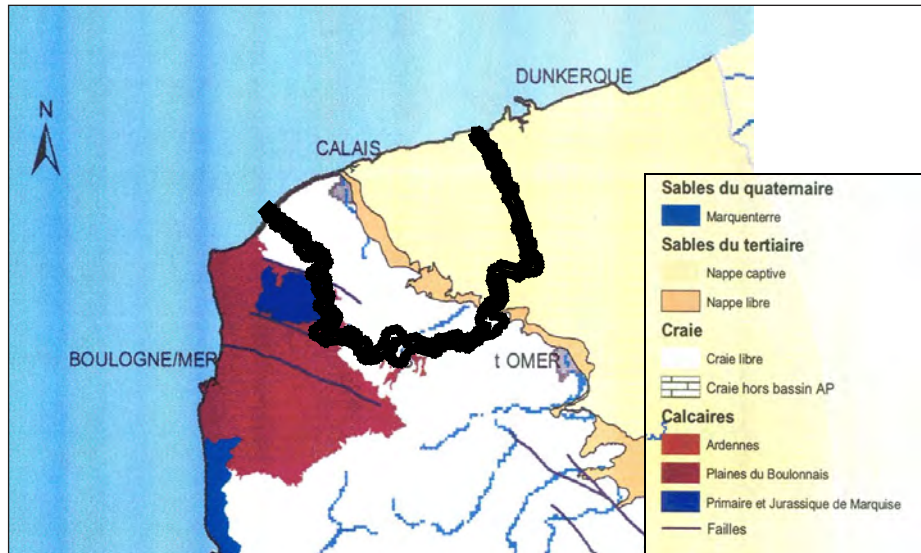 DUNKERQUE
N
CALAIS
BOULOGNE/MER
t OMER
Sables du quaternaire
Marquenterre
Sables du tertiaire
Nappe captive
Nappe libre
Craie
Craie libre
Craie hors bassin AP
Calcaires
Ardennes
Plaines du Boulonnais
Primaire et Jurassique de Marquise
Failles